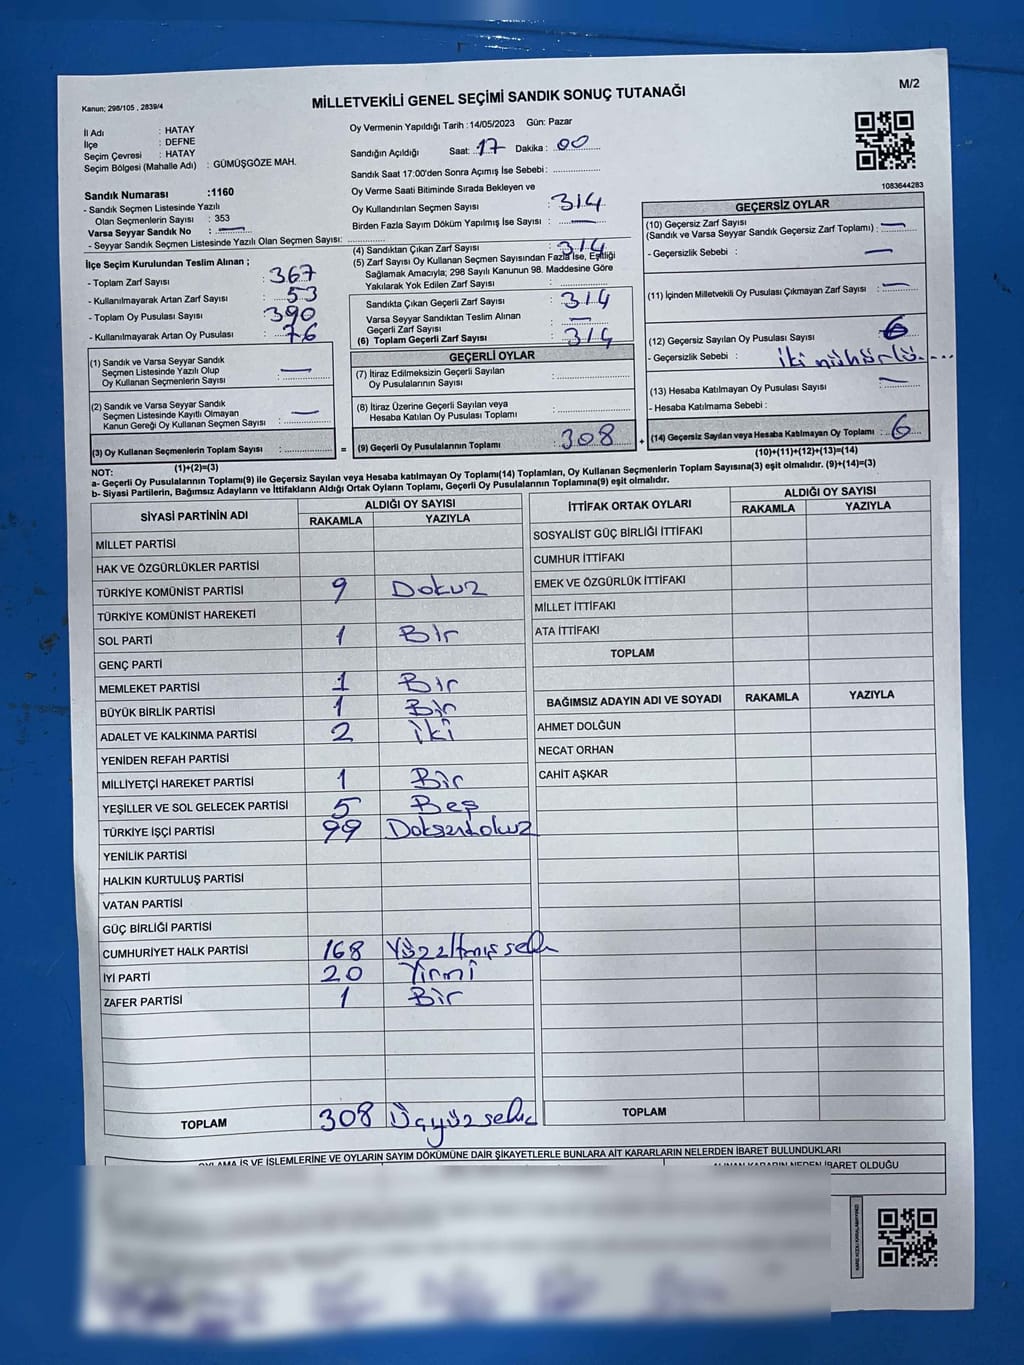 Kanun; 298/105 , 2839/4
MİLLETVEKİLİ GENEL SEÇİMİ SANDIK SONUÇ TUTANAĞI
M/2
İl Adı : HATAY
İlçe : DEFNE
Seçim Çevresi : HATAY
Seçim Bölgesi (Mahalle Adı) : GÜMÜŞGÖZE MAH.
Sandık Numarası :1160
- Sandık Seçmen Listesinde Yazılı
Olan Seçmenlerin Sayısı : 353
Varsa Seyyar Sandık No : —
- Seyyar Sandık Seçmen Listesinde Yazılı Olan Seçmen Sayısı:
Oy Vermenin Yapıldığı Tarih :14/05/2023 Gün: Pazar
Sandığın Açıldığı Saat: 17 Dakika : 00
Sandık Saat 17:00'den Sonra Açımış İse Sebebi:
Oy Verme Saati Bitiminde Sırada Bekleyen ve
Oy Kullandırılan Seçmen Sayısı : 314
Birden Fazla Sayım Döküm Yapılmış İse Sayısı : —
1083644283
İlçe Seçim Kurulundan Teslim Alınan ;
- Toplam Zarf Sayısı : 367
- Kullanılmayarak Artan Zarf Sayısı : 53
- Toplam Oy Pusulası Sayısı : 390
- Kullanılmayarak Artan Oy Pusulası : 76
(1) Sandık ve Varsa Seyyar Sandık
Seçmen Listesinde Yazılı Olup
Oy Kullanan Seçmenlerin Sayısı : —
(2) Sandık ve Varsa Seyyar Sandık
Seçmen Listesinde Kayıtlı Olmayan
Kanun Gereği Oy Kullanan Seçmen Sayısı : —
(3) Oy Kullanan Seçmenlerin Toplam Sayısı :
(1)+(2)=(3)
(4) Sandıktan Çıkan Zarf Sayısı : 314
(5) Zarf Sayısı Oy Kullanan Seçmen Sayısından Fazla İse, Eşitliği
Sağlamak Amacıyla; 298 Sayılı Kanunun 98. Maddesine Göre
Yakılarak Yok Edilen Zarf Sayısı :
Sandıkta Çıkan Geçerli Zarf Sayısı : 314
Varsa Seyyar Sandıktan Teslim Alınan
Geçerli Zarf Sayısı : —
(6) Toplam Geçerli Zarf Sayısı : 314
GEÇERLİ OYLAR
(7) İtiraz Edilmeksizin Geçerli Sayılan
Oy Pusulalarının Sayısı :
(8) İtiraz Üzerine Geçerli Sayılan veya
Hesaba Katılan Oy Pusulası Toplamı :
= (9) Geçerli Oy Pusulalarının Toplamı : 308
GEÇERSİZ OYLAR
(10) Geçersiz Zarf Sayısı
(Sandık ve Varsa Seyyar Sandık Geçersiz Zarf Toplamı) : —
- Geçersizlik Sebebi : —
(11) İçinden Milletvekili Oy Pusulası Çıkmayan Zarf Sayısı : —
(12) Geçersiz Sayılan Oy Pusulası Sayısı : 6
- Geçersizlik Sebebi : İki mühürlü
(13) Hesaba Katılmayan Oy Pusulası Sayısı : —
- Hesaba Katılmama Sebebi :
+ (14) Geçersiz Sayılan veya Hesaba Katılmayan Oy Toplamı : 6
(10)+(11)+(12)+(13)=(14)
NOT:
a- Geçerli Oy Pusulalarının Toplamı(9) ile Geçersiz Sayılan veya Hesaba katılmayan Oy Toplamı(14) Toplamları, Oy Kullanan Seçmenlerin Toplam Sayısına(3) eşit olmalıdır. (9)+(14)=(3)
b- Siyasi Partilerin, Bağımsız Adayların ve İttifakların Aldığı Ortak Oyların Toplamı, Geçerli Oy Pusulalarının Toplamına(9) eşit olmalıdır.
SİYASİ PARTİNİN ADI ALDIĞI OY SAYISI
RAKAMLA YAZIYLA
MİLLET PARTİSİ
HAK VE ÖZGÜRLÜKLER PARTİSİ
TÜRKİYE KOMÜNİST PARTİSİ 9 Dokuz
TÜRKİYE KOMÜNİST HAREKETİ
SOL PARTİ 1 Bir
GENÇ PARTİ
MEMLEKET PARTİSİ 1 Bir
BÜYÜK BİRLİK PARTİSİ 1 Bir
ADALET VE KALKINMA PARTİSİ 2 iki
YENİDEN REFAH PARTİSİ
MİLLİYETÇİ HAREKET PARTİSİ 1 Bir
YEŞİLLER VE SOL GELECEK PARTİSİ 5 Beş
TÜRKİYE İŞÇİ PARTİSİ 99 Doksandokuz
YENİLİK PARTİSİ
HALKIN KURTULUŞ PARTİSİ
VATAN PARTİSİ
GÜÇ BİRLİĞİ PARTİSİ
CUMHURİYET HALK PARTİSİ 168 Yüzaltmışsek
İYİ PARTİ 20 Yirmi
ZAFER PARTİSİ 1 Bir
TOPLAM 308 Üçyüzsekiz
İTTİFAK ORTAK OYLARI ALDIĞI OY SAYISI
RAKAMLA YAZIYLA
SOSYALİST GÜÇ BİRLİĞİ İTTİFAKI
CUMHUR İTTİFAKI
EMEK VE ÖZGÜRLÜK İTTİFAKI
MİLLET İTTİFAKI
ATA İTTİFAKI
TOPLAM
BAĞIMSIZ ADAYIN ADI VE SOYADI RAKAMLA YAZIYLA
AHMET DOLĞUN
NECAT ORHAN
CAHİT AŞKAR
TOPLAM
OYLAMA İŞ VE İŞLEMLERİNE VE OYLARIN SAYIM DÖKÜMÜNE DAİR ŞİKAYETLERLE BUNLARA AİT KARARLARIN NELERDEN İBARET BULUNDUKLARI
ALINAN KARARIN NEDEN İBARET OLDUĞU